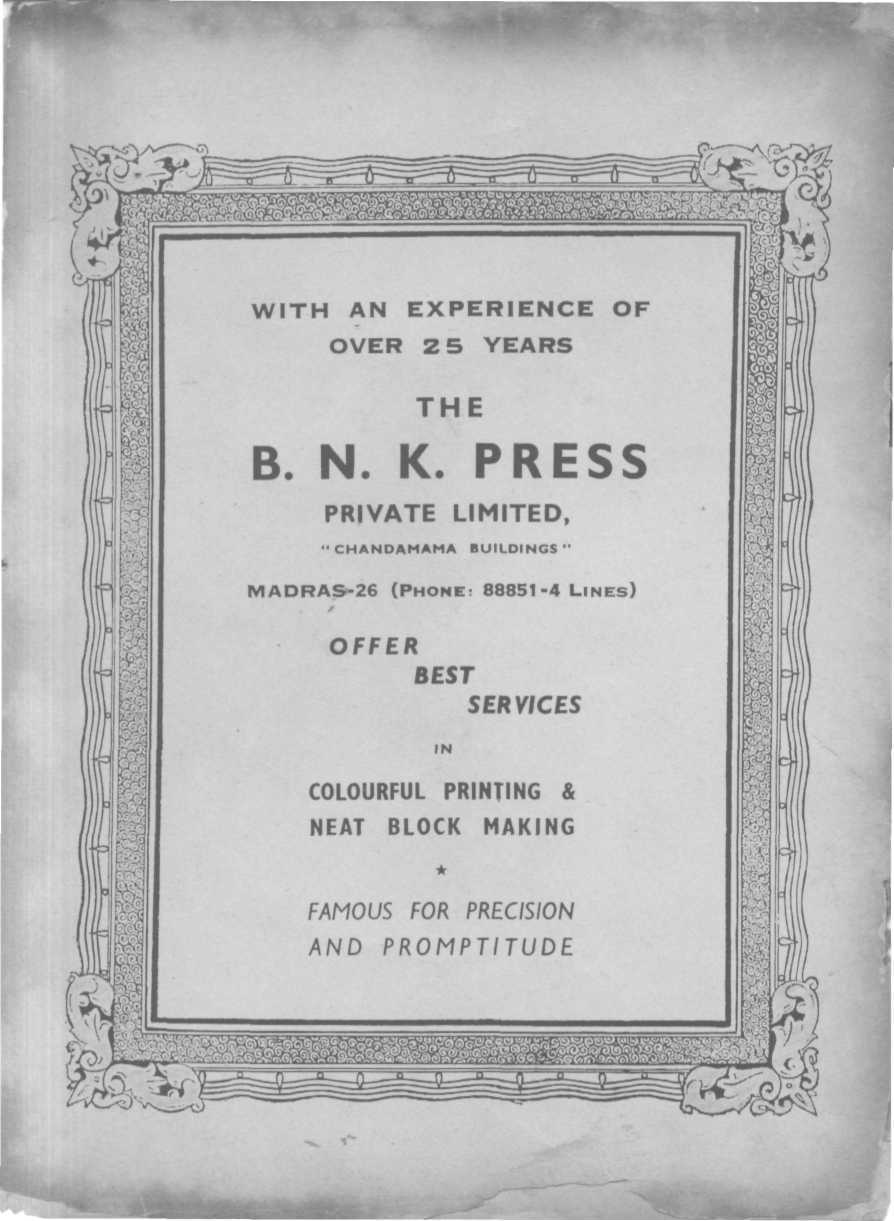 WITH AN EXPERIENCE OF
OVER 25 YEARS
THE
B. N. K. PRESS
PRIVATE LIMITED,
"CHANDAMAMA BUILDINGS"
MADRAS-26 (PHONE: 88851-4 LINES)
OFFER
BEST
SERVICES
IN
COLOURFUL PRINTING &
NEAT BLOCK MAKING
★
FAMOUS FOR PRECISION
AND PROMPTITUDE